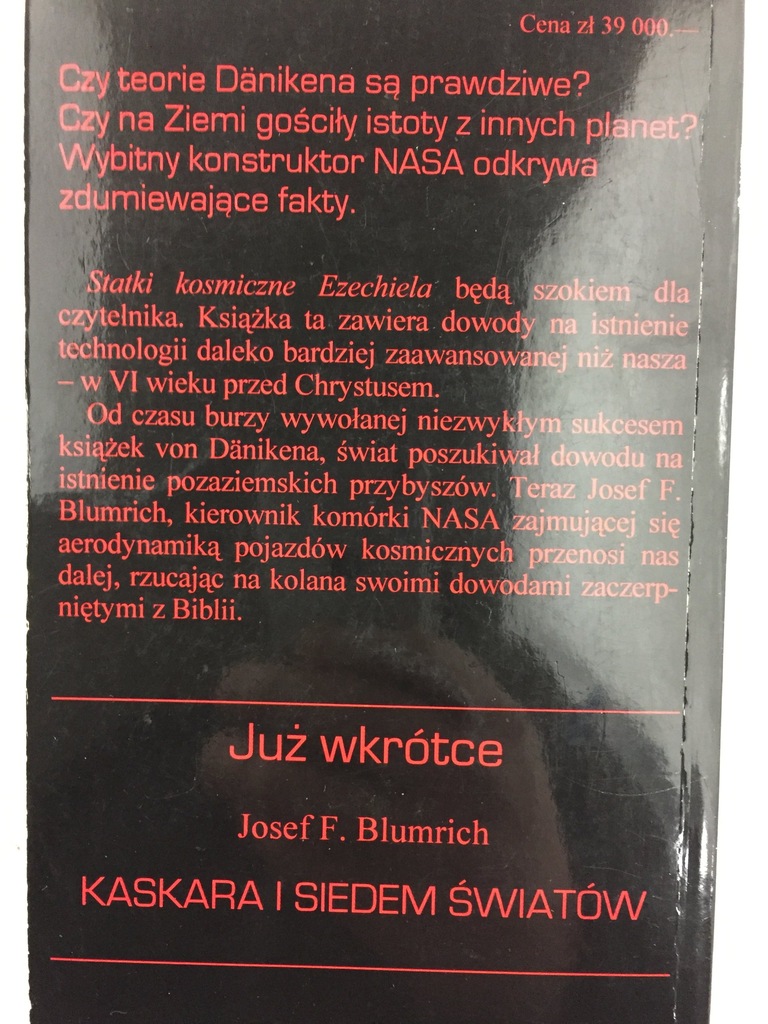 Cena zł 39 000.—
Czy teorie Dänikena są prawdziwe?
Czy na Ziemi gościły istoty z innych planet?
Wybitny konstruktor NASA odkrywa
zdumiewające fakty.
Statki kosmiczne Ezechiela będą szokiem dla
czytelnika. Książka ta zawiera dowody na istnienie
technologii daleko bardziej zaawansowanej niż nasza
– w VI wieku przed Chrystusem.
Od czasu burzy wywołanej niezwykłym sukcesem
książek von Dänikena, świat poszukiwał dowodu na
istnienie pozaziemskich przybyszów. Teraz Josef F.
Blumrich, kierownik komórki NASA zajmującej się
aerodynamiką pojazdów kosmicznych przenosi nas
dalej, rzucając na kolana swoimi dowodami zaczerp-
niętymi z Biblii.
Już wkrótce
Josef F. Blumrich
KASKARA I SIEDEM ŚWIATÓW